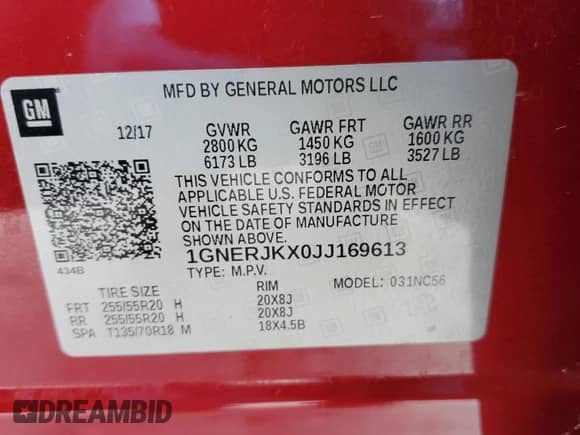 MFD BY GENERAL MOTORS LLC
GM
12/17 GVWR GAWR FRT GAWR RR
2800 KG 1450 KG 1600 KG
6173 LB 3196 LB 3527 LB
THIS VEHICLE CONFORMS TO ALL
APPLICABLE U.S. FEDERAL MOTOR
VEHICLE SAFETY STANDARDS IN EFFECT
ON THE DATE OF MANUFACTURE
SHOWN ABOVE.
1GNERJKX0JJ169613
434B
TYPE: M.P.V.
MODEL: 031NC56
TIRE SIZE RIM
FRT 255/55R20 H 20X8J
RR 255/55R20 H 20X8J
SPA T135/70R18 M 18X4.5B
DREAMBID